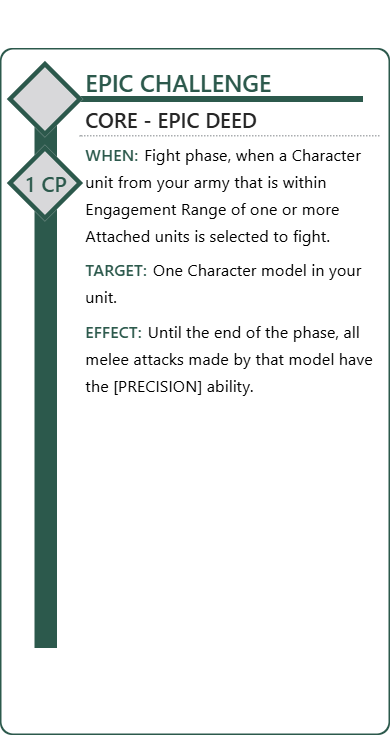 EPIC CHALLENGE
CORE - EPIC DEED
1 CP
WHEN: Fight phase, when a Character
unit from your army that is within
Engagement Range of one or more
Attached units is selected to fight.
TARGET: One Character model in your
unit.
EFFECT: Until the end of the phase, all
melee attacks made by that model have
the [PRECISION] ability.